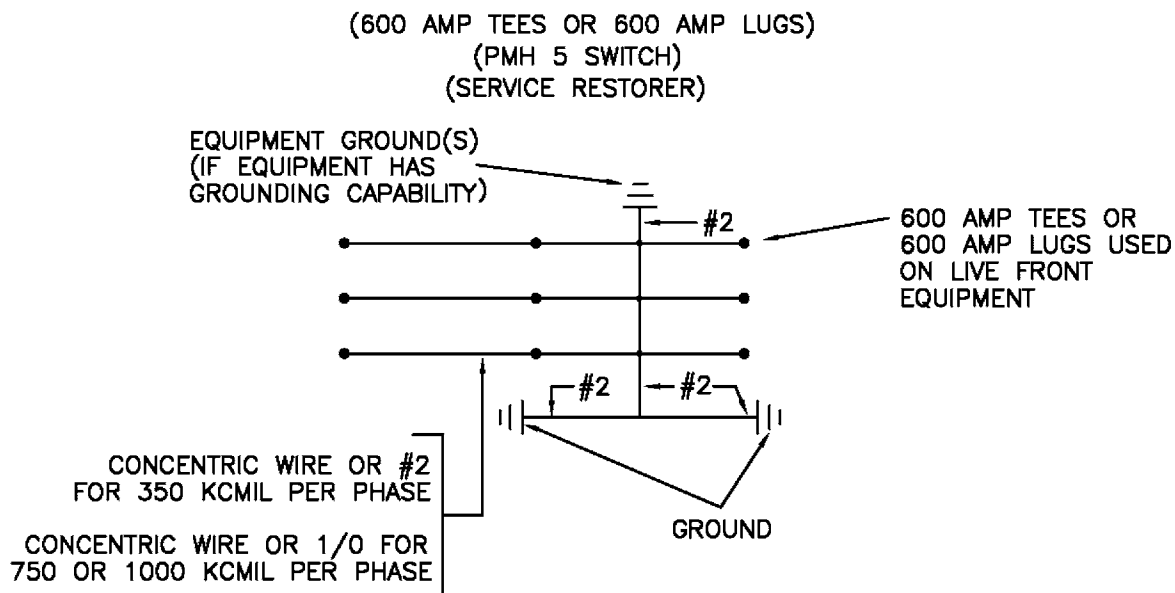 (600 AMP TEES OR 600 AMP LUGS)
(PMH 5 SWITCH)
(SERVICE RESTORER)
EQUIPMENT GROUND(S)
(IF EQUIPMENT HAS
GROUNDING CAPABILITY)
#2
600 AMP TEES OR
600 AMP LUGS USED
ON LIVE FRONT
EQUIPMENT
#2
#2
CONCENTRIC WIRE OR #2
FOR 350 KCMIL PER PHASE
GROUND
CONCENTRIC WIRE OR 1/0 FOR
750 OR 1000 KCMIL PER PHASE